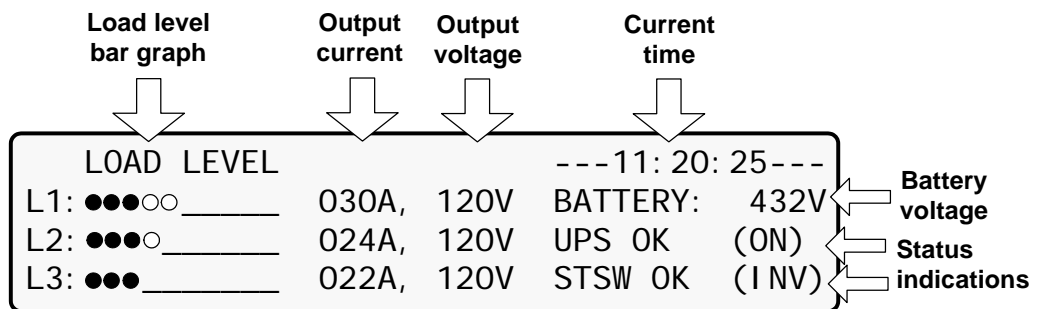 Load level
bar graph
Output
current
Output
voltage
Current
time
LOAD LEVEL ---11:20:25---
L1: ●●●○○______ 030A, 120V BATTERY: 432V
L2: ●●●○_______ 024A, 120V UPS OK (ON)
L3: ●●●________ 022A, 120V STSW OK (INV)
Battery
voltage
Status
indications